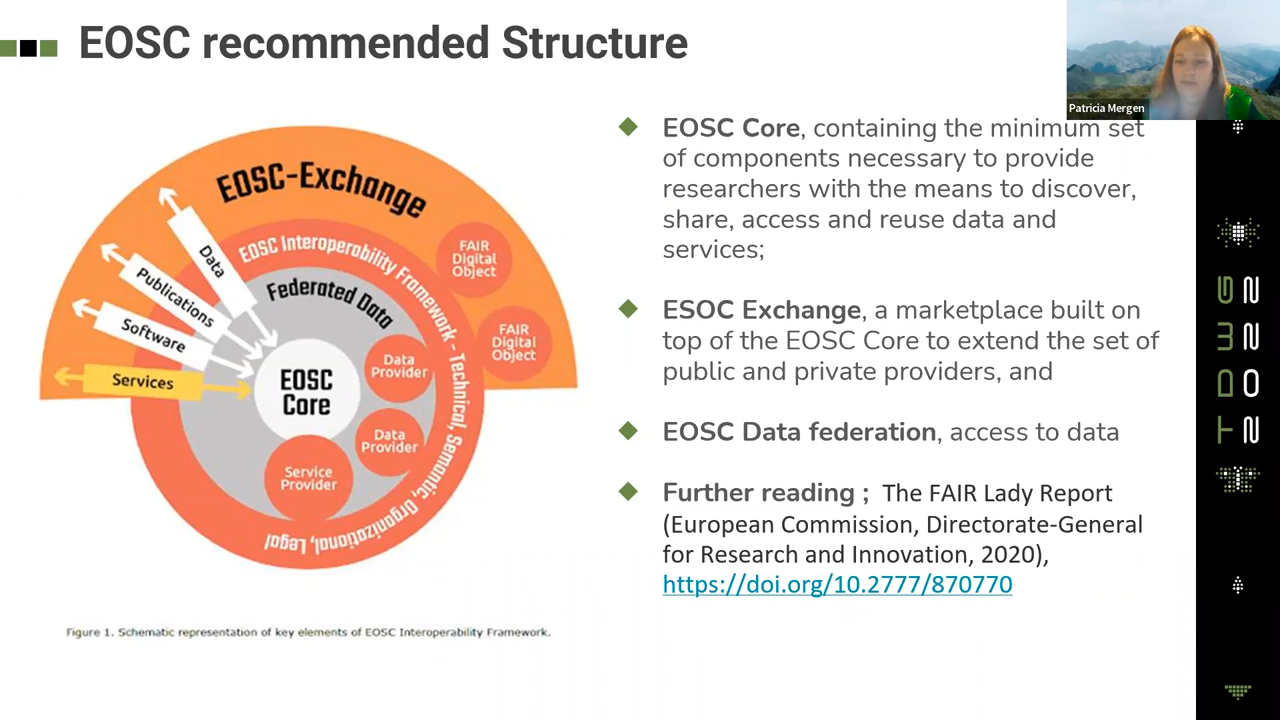 EOSC recommended Structure
Patricia Mergen
EOSC-Exchange
EOSC Interoperability Framework - Technical, Semantic, Organizational, Legal
Federated Data
Data
Publications
Software
Services
FAIR
Digital
Object
FAIR
Digital
Object
Data
Provider
EOSC
Core
Data
Provider
Service
Provider
Figure 1. Schematic representation of key elements of EOSC Interoperability Framework.
EOSC Core, containing the minimum set
of components necessary to provide
researchers with the means to discover,
share, access and reuse data and
services;
ESOC Exchange, a marketplace built on
top of the EOSC Core to extend the set of
public and private providers, and
EOSC Data federation, access to data
Further reading ; The FAIR Lady Report
(European Commission, Directorate-General
for Research and Innovation, 2020),
https://doi.org/10.2777/870770
TDWG
2022